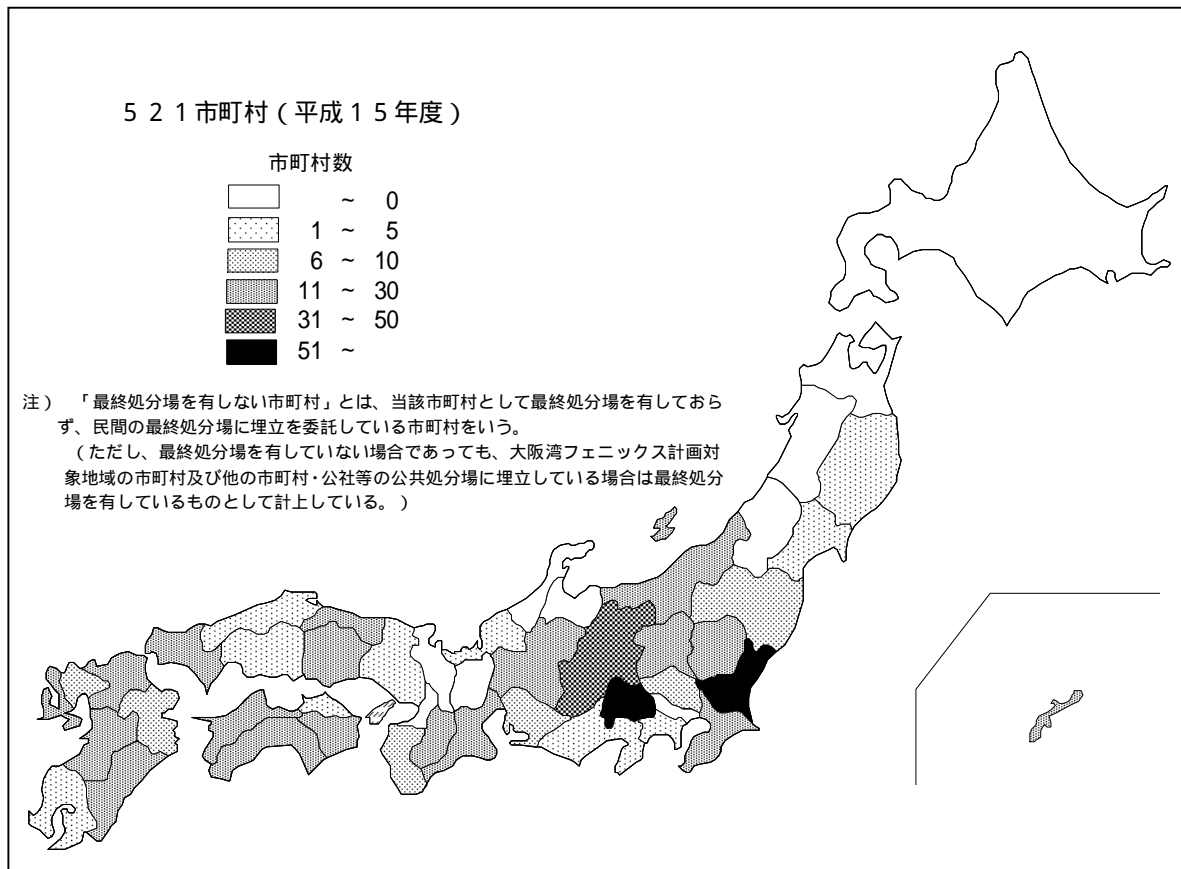 ５２１市町村（平成１５年度）
市町村数
～ 0
1 ～ 5
6 ～ 10
11 ～ 30
31 ～ 50
51 ～
注） 「最終処分場を有しない市町村」とは、当該市町村として最終処分場を有しておら
ず、民間の最終処分場に埋立を委託している市町村をいう。
（ただし、最終処分場を有していない場合であっても、大阪湾フェニックス計画対
象地域の市町村及び他の市町村・公社等の公共処分場に埋立している場合は最終処分
場を有しているものとして計上している。）